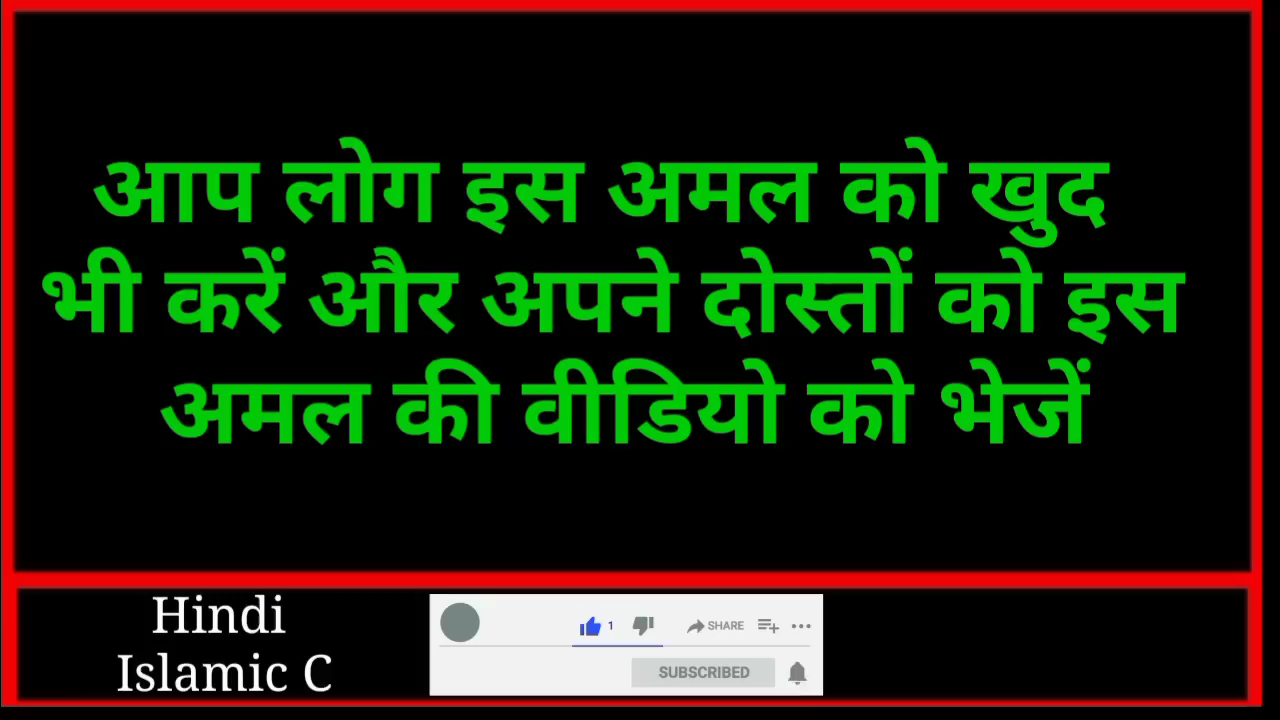 आप लोग इस अमल को खुद
भी करें और अपने दोस्तों को इस
अमल की वीडियो को भेजें
Hindi
Islamic C
1 SHARE
SUBSCRIBED